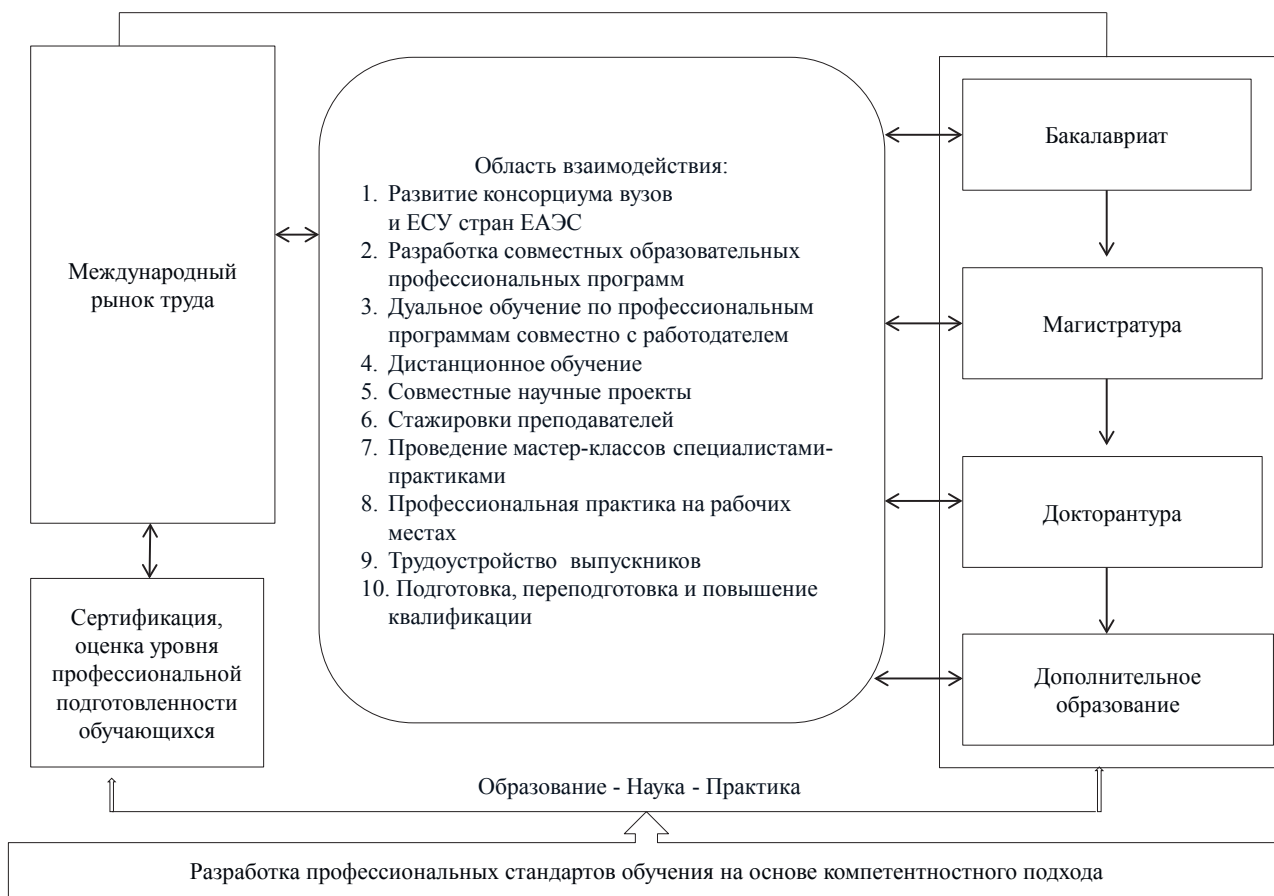 Международный
рынок труда
Сертификация,
оценка уровня
профессиональной
подготовленности
обучающихся
Область взаимодействия:
1. Развитие консорциума вузов
и ЕСУ стран ЕАЭС
2. Разработка совместных образовательных
профессиональных программ
3. Дуальное обучение по профессиональным
программам совместно с работодателем
4. Дистанционное обучение
5. Совместные научные проекты
6. Стажировки преподавателей
7. Проведение мастер-классов специалистами-
практиками
8. Профессиональная практика на рабочих
местах
9. Трудоустройство выпускников
10. Подготовка, переподготовка и повышение
квалификации
Бакалавриат
Магистратура
Докторантура
Дополнительное
образование
Образование - Наука - Практика
Разработка профессиональных стандартов обучения на основе компетентностного подхода